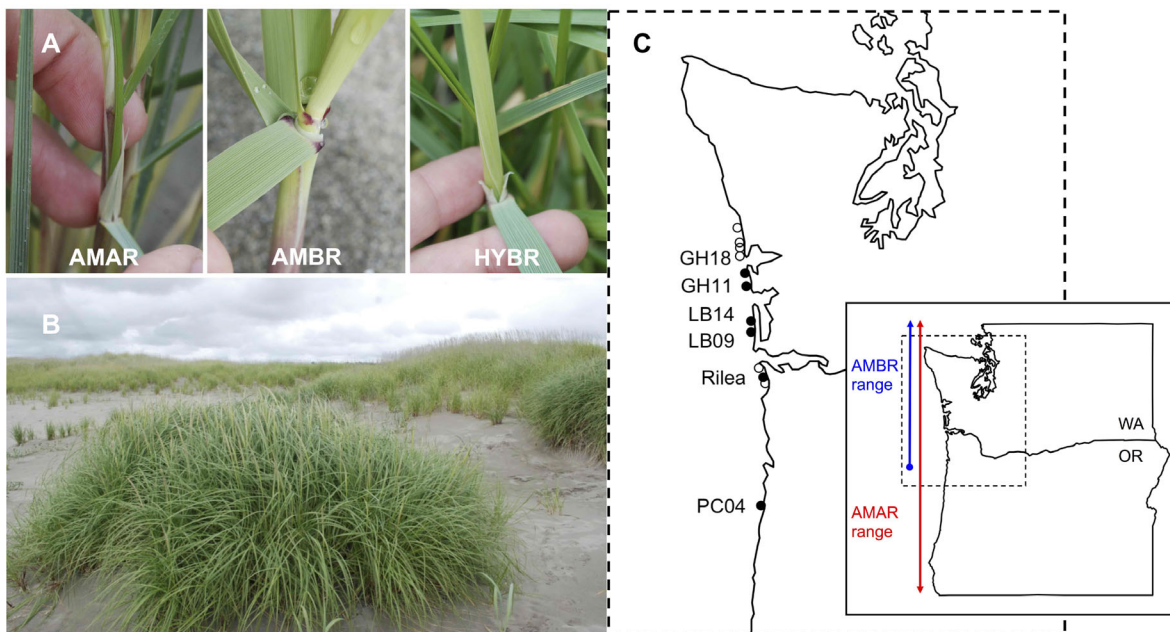 A
AMAR
AMBR
HYBR
B
C
GH18
GH11
LB14
LB09
Rilea
PC04
AMBR
range
WA
OR
AMAR
range